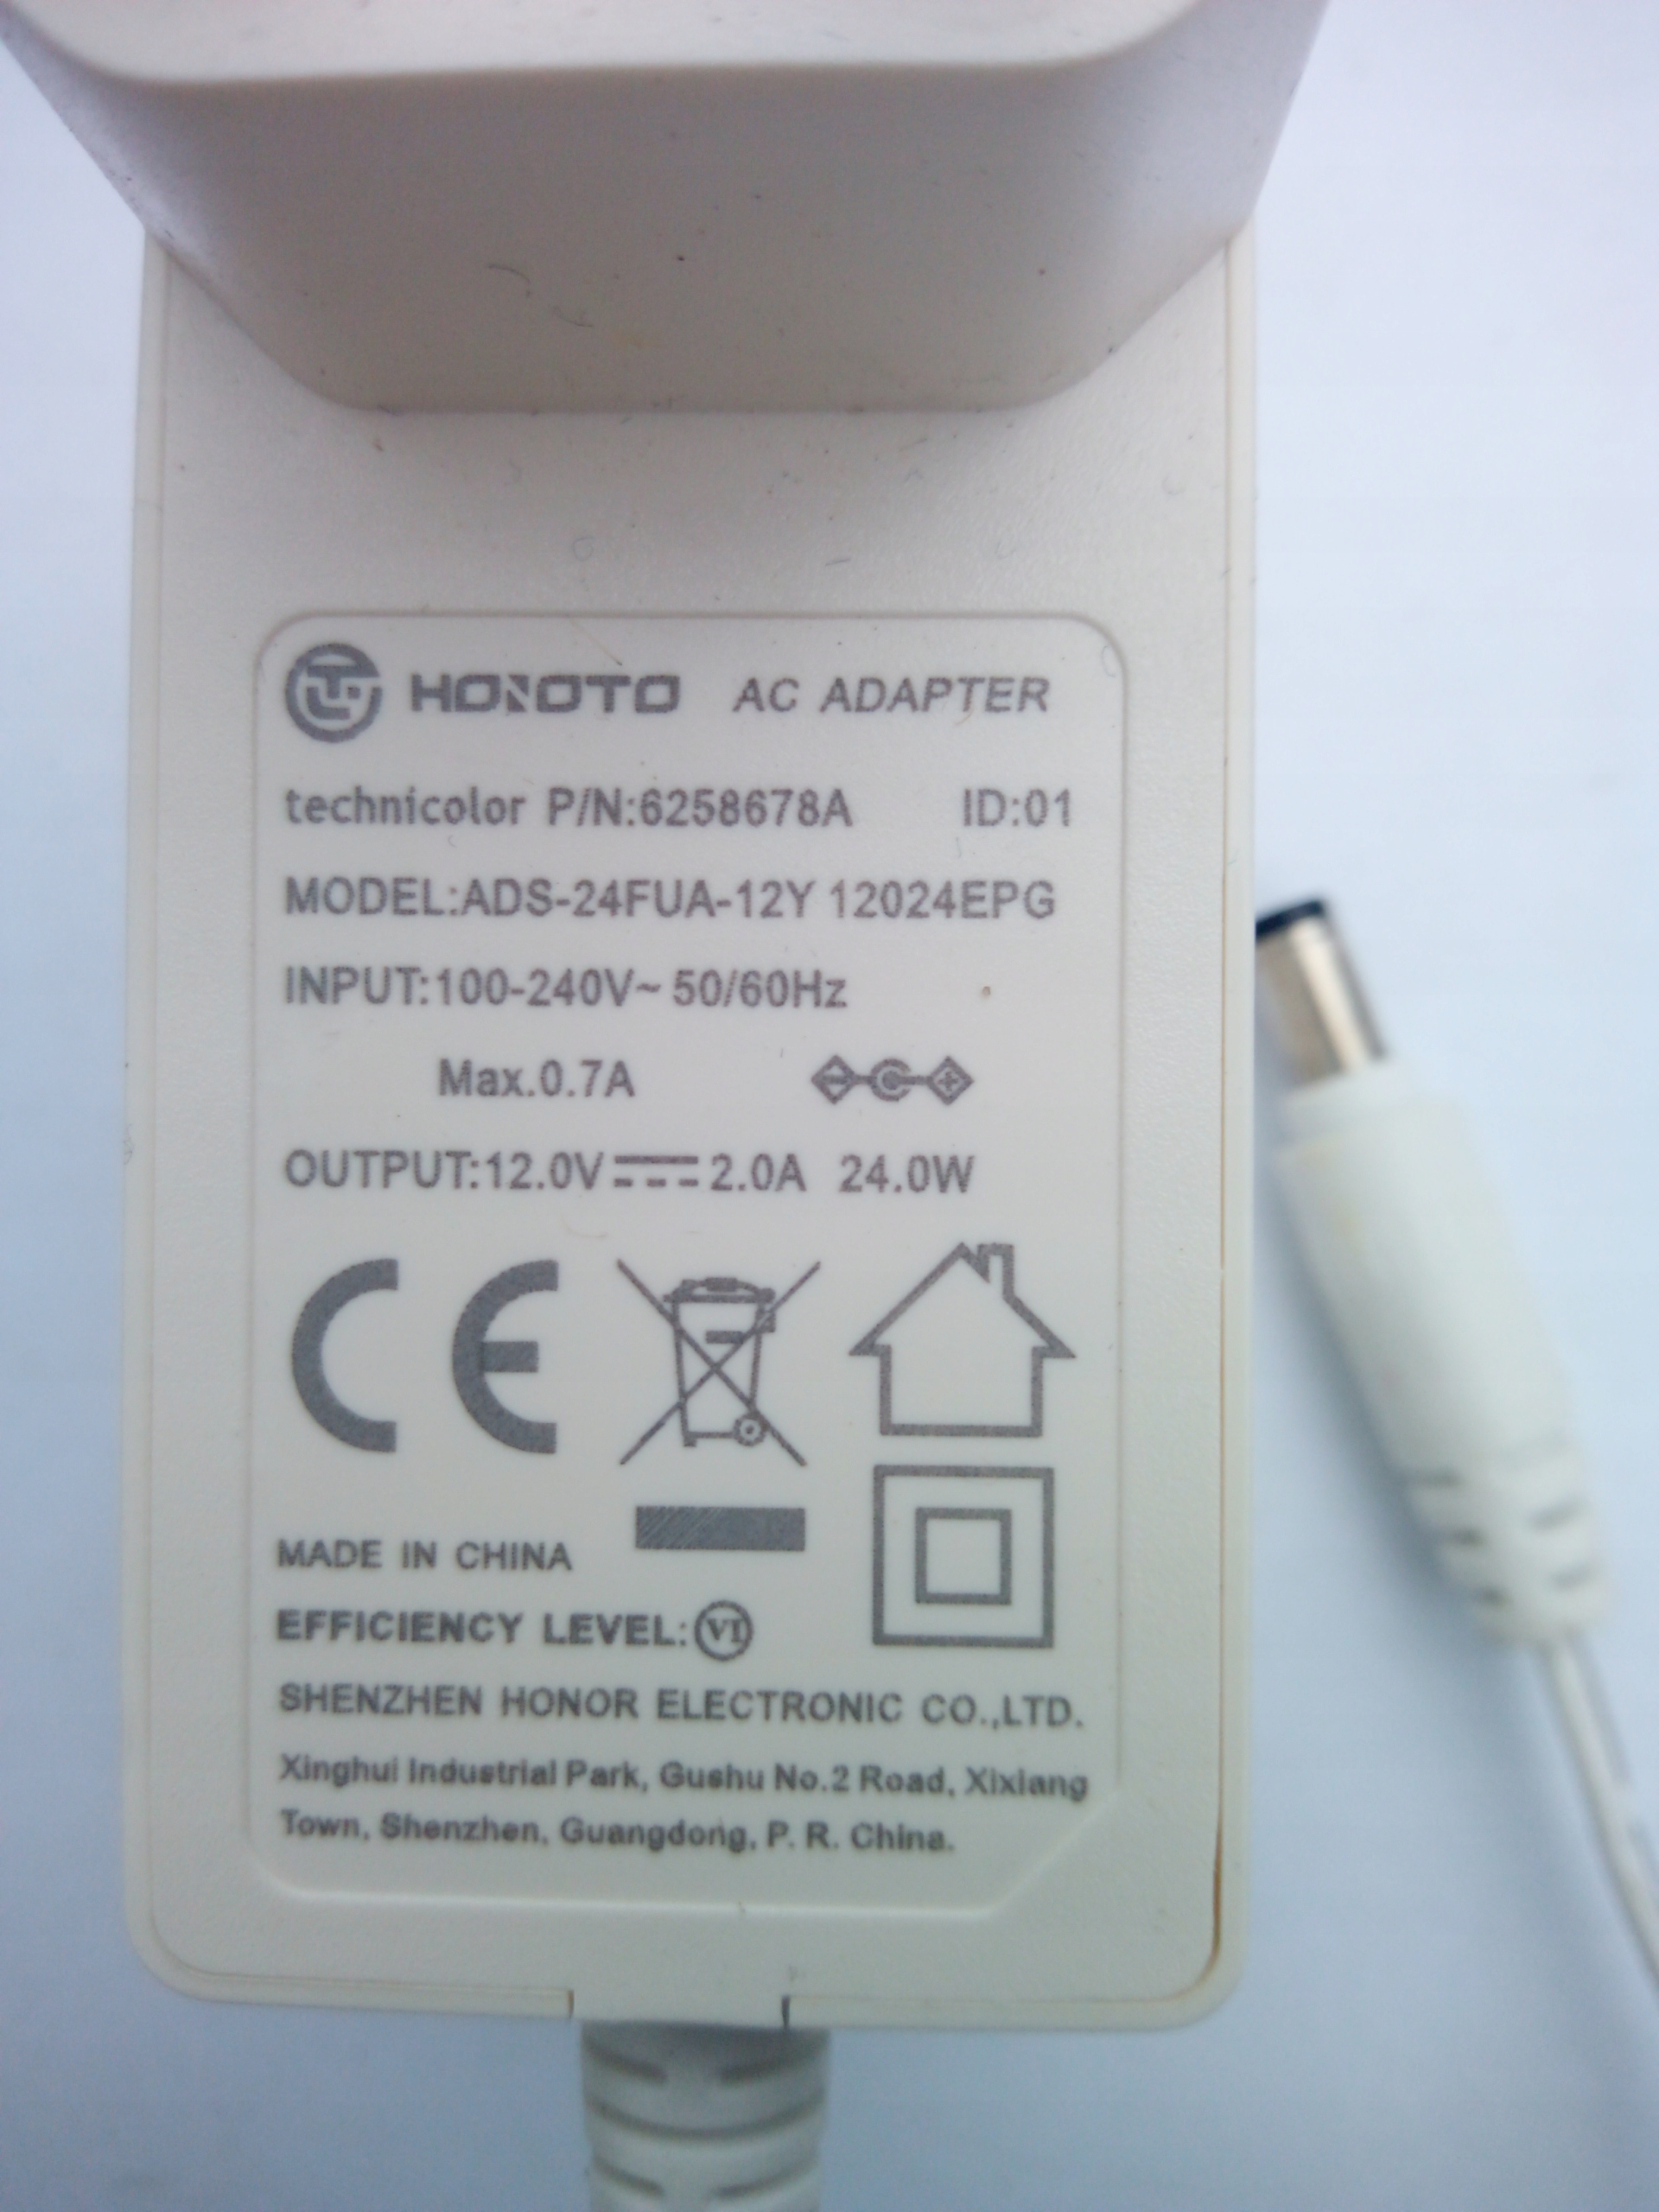 HONOTO AC ADAPTER
technicolor P/N:6258678A ID:01
MODEL:ADS-24FUA-12Y 12024EPG
INPUT:100-240V~ 50/60Hz
Max.0.7A
OUTPUT:12.0V⎓2.0A 24.0W
CE
MADE IN CHINA
EFFICIENCY LEVEL:VI
SHENZHEN HONOR ELECTRONIC CO.,LTD.
Xinghui Industrial Park, Gushu No.2 Road, Xixiang
Town, Shenzhen, Guangdong, P. R. China.